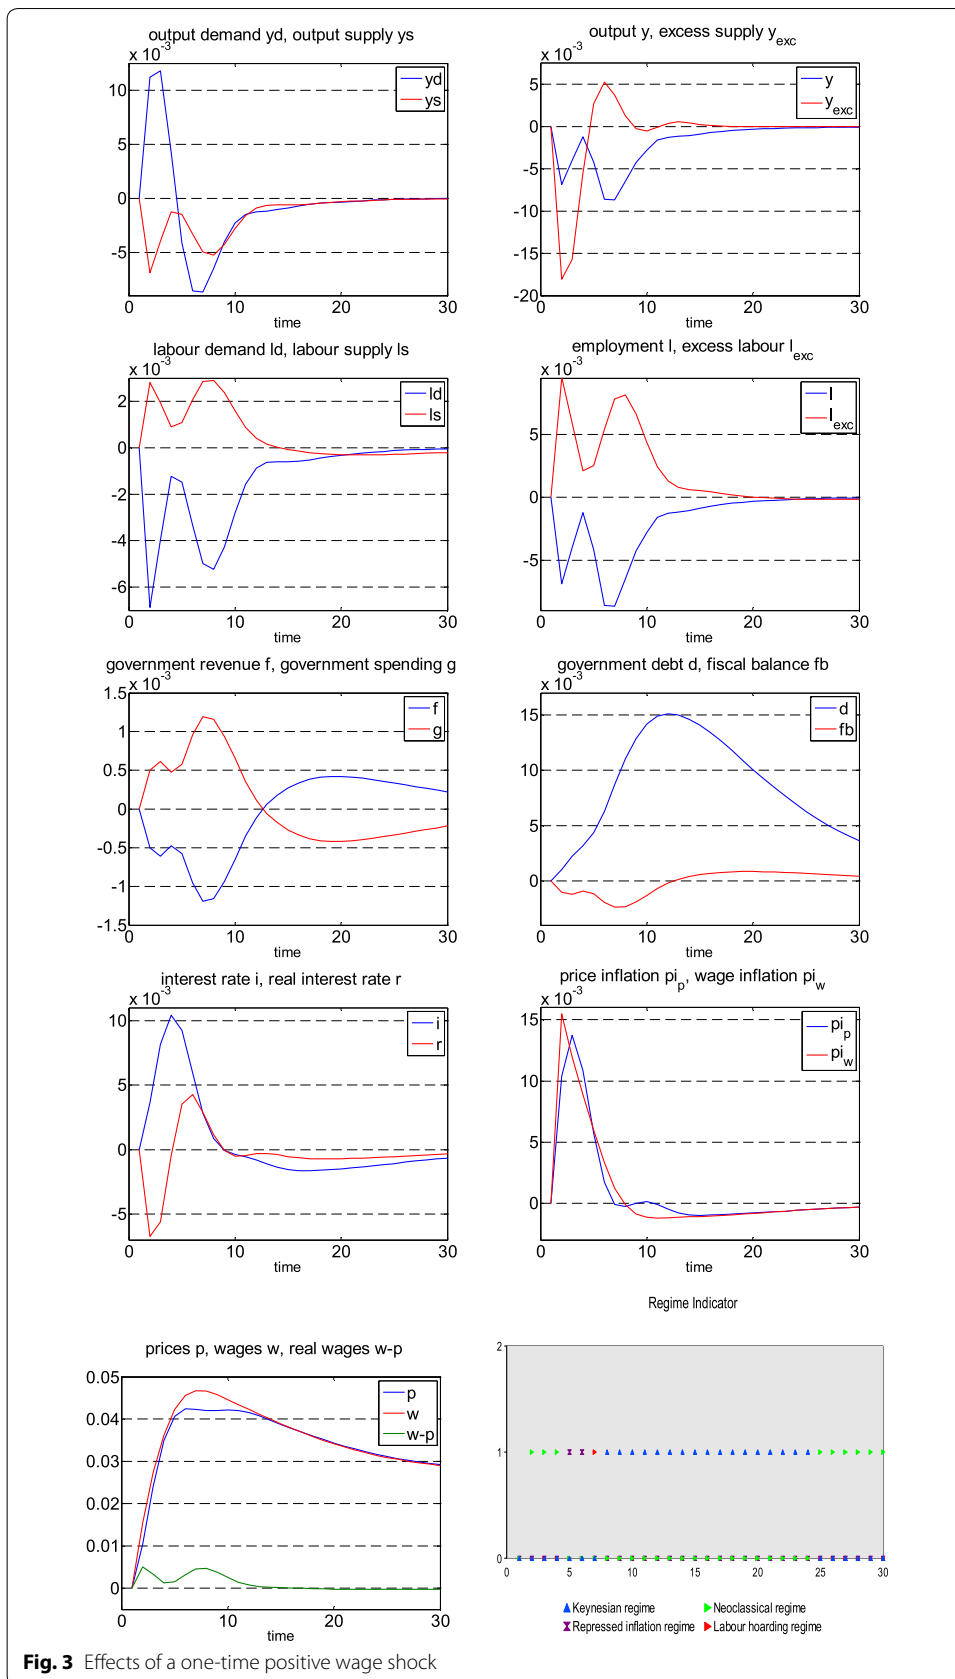 output demand yd, output supply ys
x 10-3
yd
ys
10
5
0
-5
0 10 20 30
time
output y, excess supply yexc
x 10-3
y
yexc
5
0
-5
-10
-15
-20
0 10 20 30
time
labour demand ld, labour supply ls
x 10-3
ld
ls
2
0
-2
-4
-6
0 10 20 30
time
employment l, excess labour lexc
x 10-3
l
lexc
5
0
-5
0 10 20 30
time
government revenue f, government spending g
x 10-3
f
g
1.5
1
0.5
0
-0.5
-1
-1.5
0 10 20 30
time
government debt d, fiscal balance fb
x 10-3
d
fb
15
10
5
0
0 10 20 30
time
interest rate i, real interest rate r
x 10-3
i
r
10
5
0
-5
0 10 20 30
time
price inflation pip, wage inflation piw
x 10-3
pip
piw
15
10
5
0
0 10 20 30
time
prices p, wages w, real wages w-p
p
w
w-p
0.05
0.04
0.03
0.02
0.01
0
0 10 20 30
time
Regime Indicator
2
1
0
0 5 10 15 20 25 30
Keynesian regime
Neoclassical regime
Repressed inflation regime
Labour hoarding regime
Fig. 3 Effects of a one-time positive wage shock